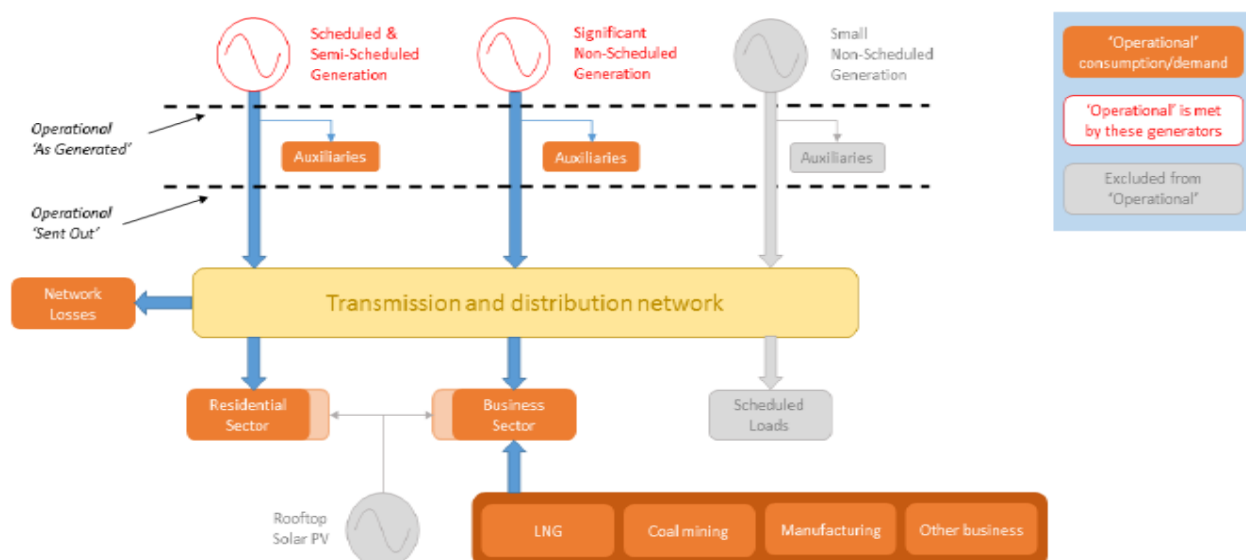 Scheduled &
Semi-Scheduled
Generation
Significant
Non-Scheduled
Generation
Small
Non-Scheduled
Generation
'Operational'
consumption/demand
'Operational' is met
by these generators
Excluded from
'Operational'
Operational
'As Generated'
Auxiliaries
Auxiliaries
Auxiliaries
Operational
'Sent Out'
Network
Losses
Transmission and distribution network
Residential
Sector
Business
Sector
Scheduled
Loads
Rooftop
Solar PV
LNG
Coal mining
Manufacturing
Other business